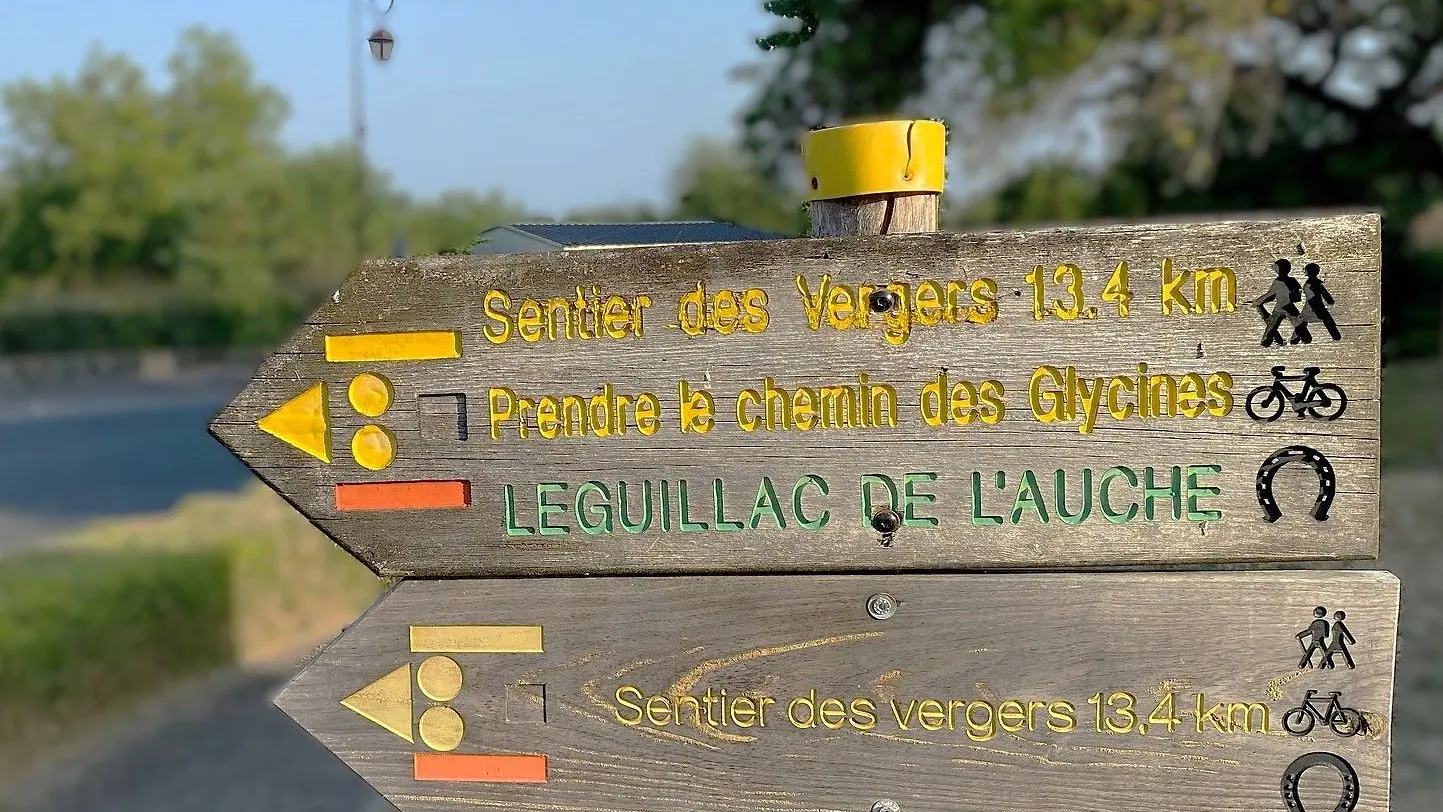 Sentier des Vergers 13.4 km
Prendre le chemin des Glycines
LEGUILLAC DE L'AUCHE
Sentier des vergers 13.4 km